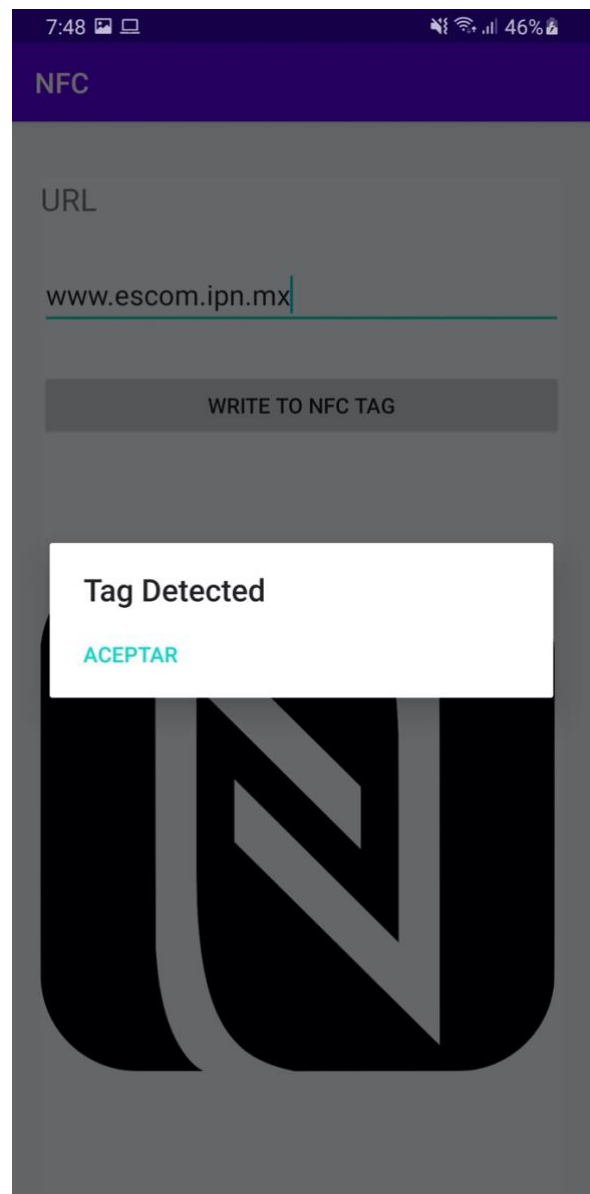 7:48 46%
NFC
URL
www.escom.ipn.mx
WRITE TO NFC TAG
Tag Detected
ACEPTAR